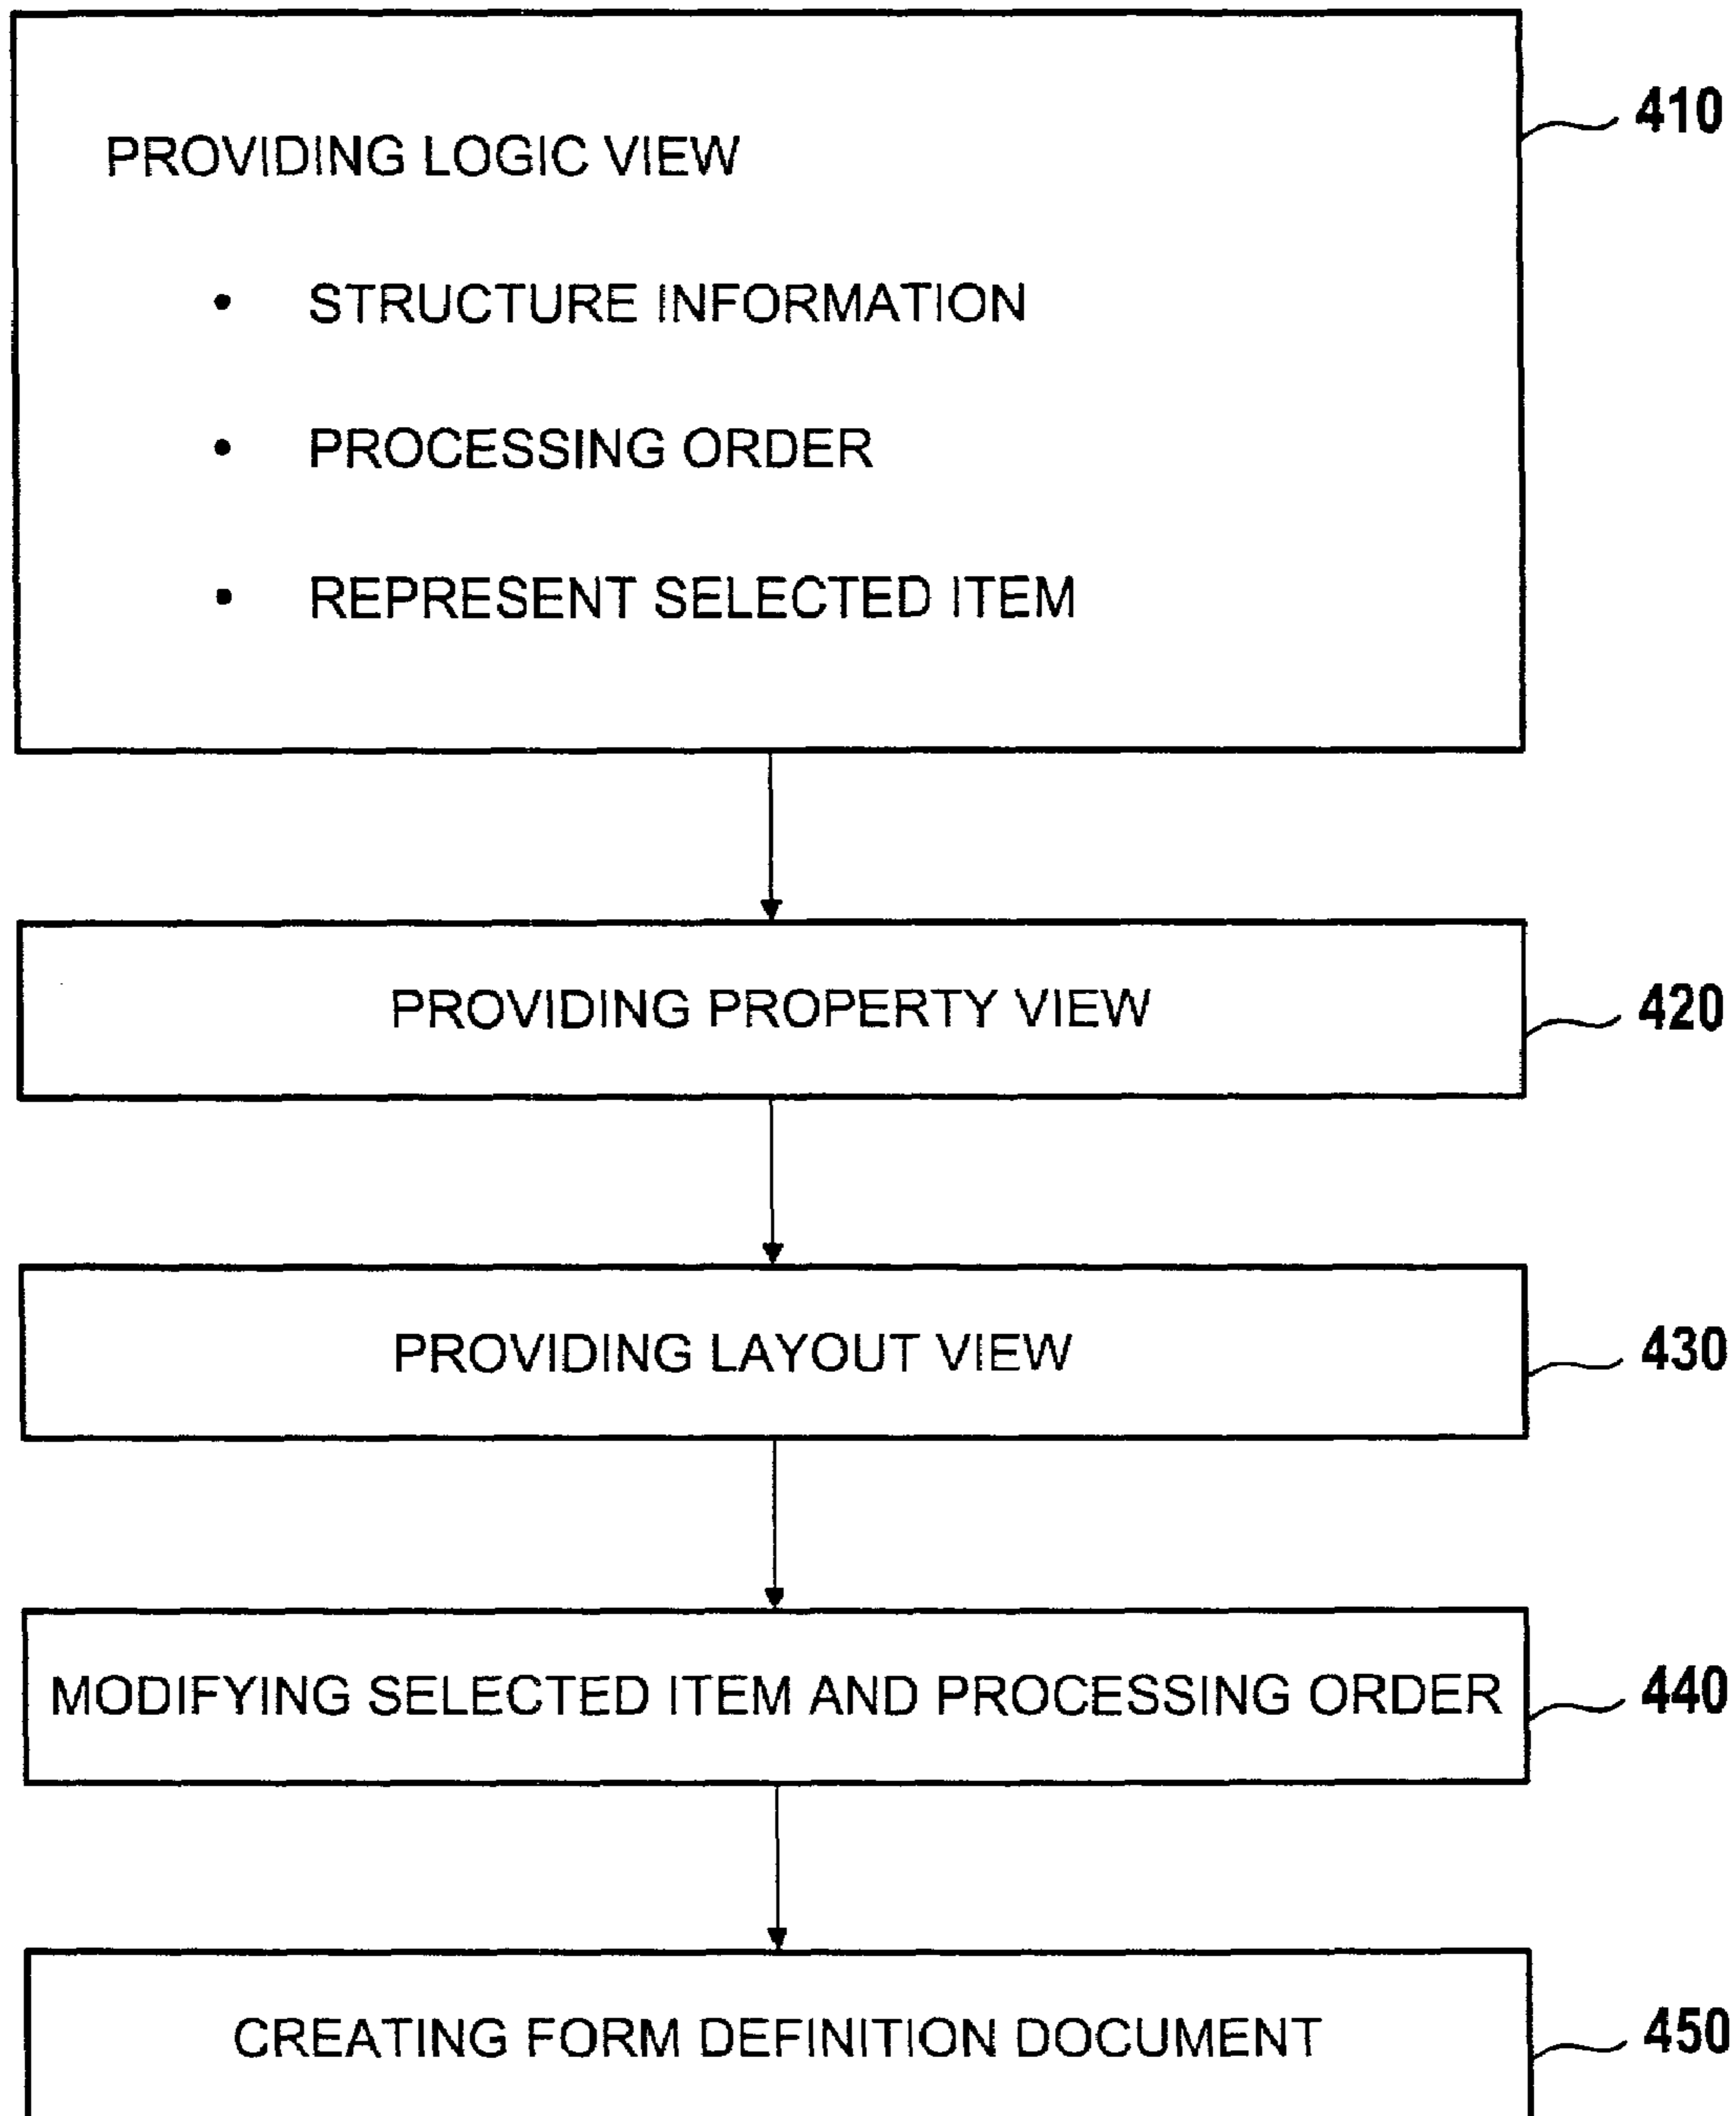 410
PROVIDING LOGIC VIEW
• STRUCTURE INFORMATION
• PROCESSING ORDER
• REPRESENT SELECTED ITEM
PROVIDING PROPERTY VIEW
420
PROVIDING LAYOUT VIEW
430
MODIFYING SELECTED ITEM AND PROCESSING ORDER
440
CREATING FORM DEFINITION DOCUMENT
450